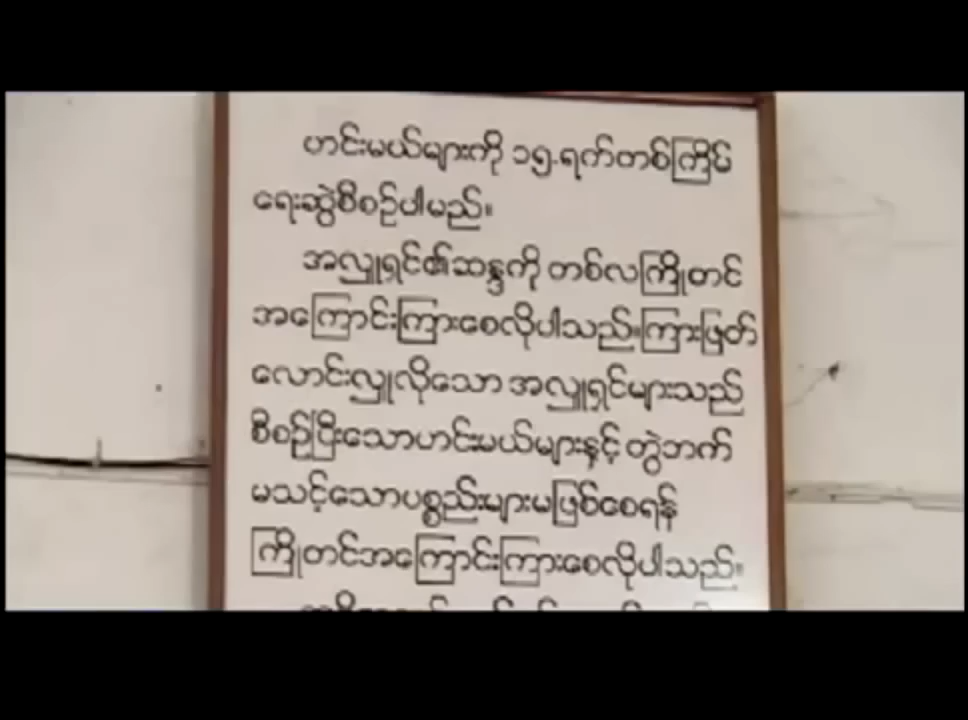 ဟင်းမယ်များကို ၁၅.ရက်တစ်ကြိမ်
ရေးဆွဲစီစဉ်ပါမည်။
အလှူရှင်၏ဆန္ဒကို တစ်လကြိုတင်
အကြောင်းကြားစေလိုပါသည်။ကြားဖြတ်
လောင်းလှူလိုသော အလှူရှင်များသည်
စီစဉ်ပြီးသောဟင်းမယ်များနှင့် တွဲဘက်
မသင့်သောပစ္စည်းများမဖြစ်စေရန်
ကြိုတင်အကြောင်းကြားစေလိုပါသည်။